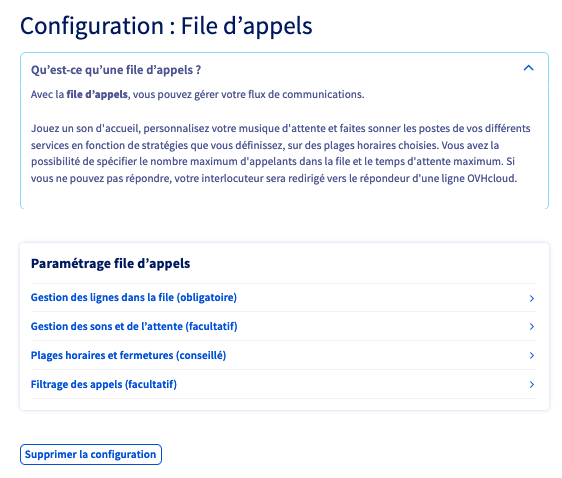 Configuration : File d’appels
Qu’est-ce qu’une file d’appels ?
Avec la file d’appels, vous pouvez gérer votre flux de communications.
Jouez un son d'accueil, personnalisez votre musique d'attente et faites sonner les postes de vos différents
services en fonction de stratégies que vous définissez, sur des plages horaires choisies. Vous avez la
possibilité de spécifier le nombre maximum d'appelants dans la file et le temps d'attente maximum. Si
vous ne pouvez pas répondre, votre interlocuteur sera redirigé vers le répondeur d'une ligne OVHcloud.
Paramétrage file d’appels
Gestion des lignes dans la file (obligatoire)
Gestion des sons et de l’attente (facultatif)
Plages horaires et fermetures (conseillé)
Filtrage des appels (facultatif)
Supprimer la configuration